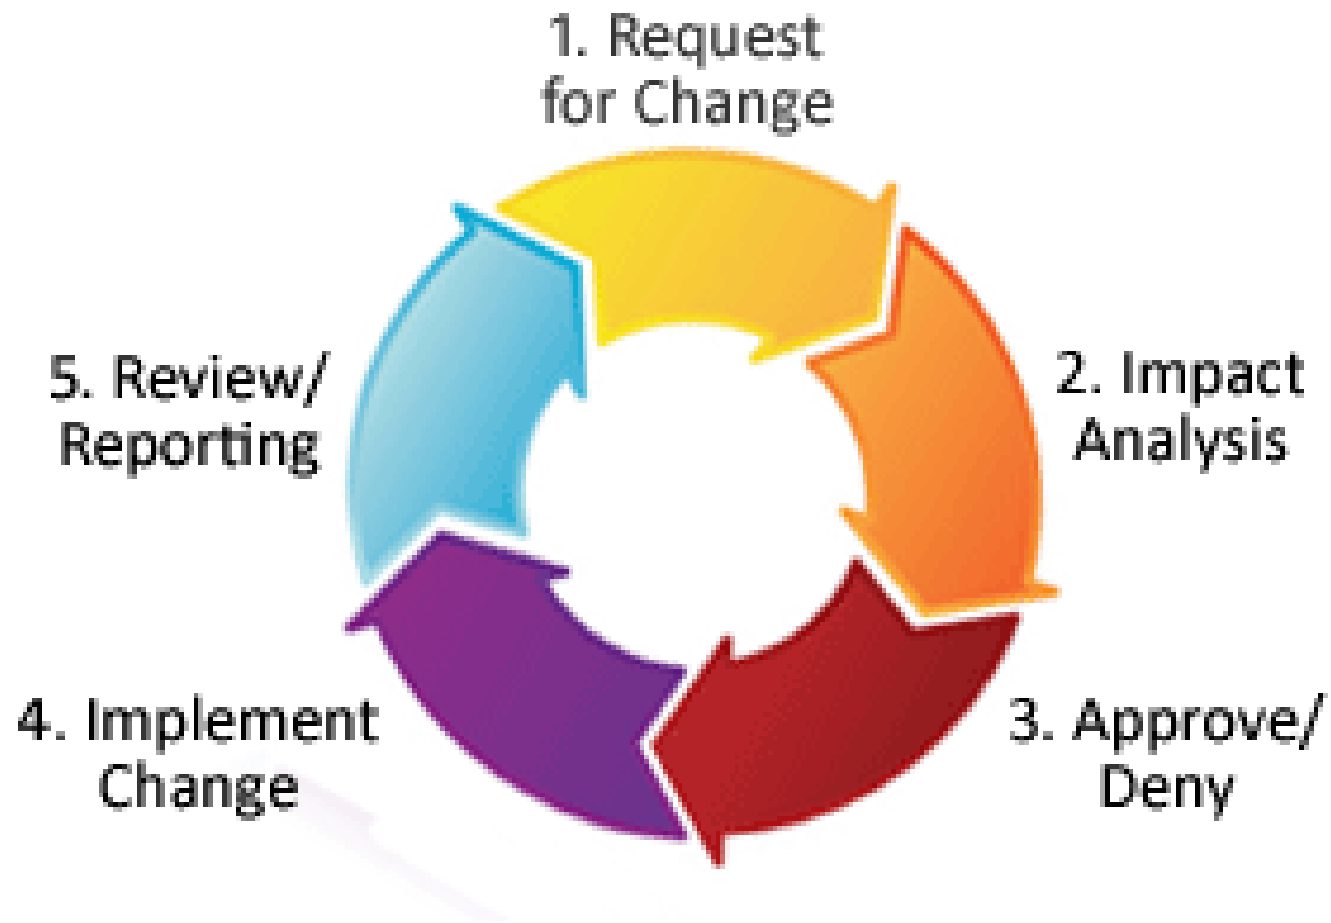 1. Request
for Change
2. Impact
Analysis
3. Approve/
Deny
4. Implement
Change
5. Review/
Reporting